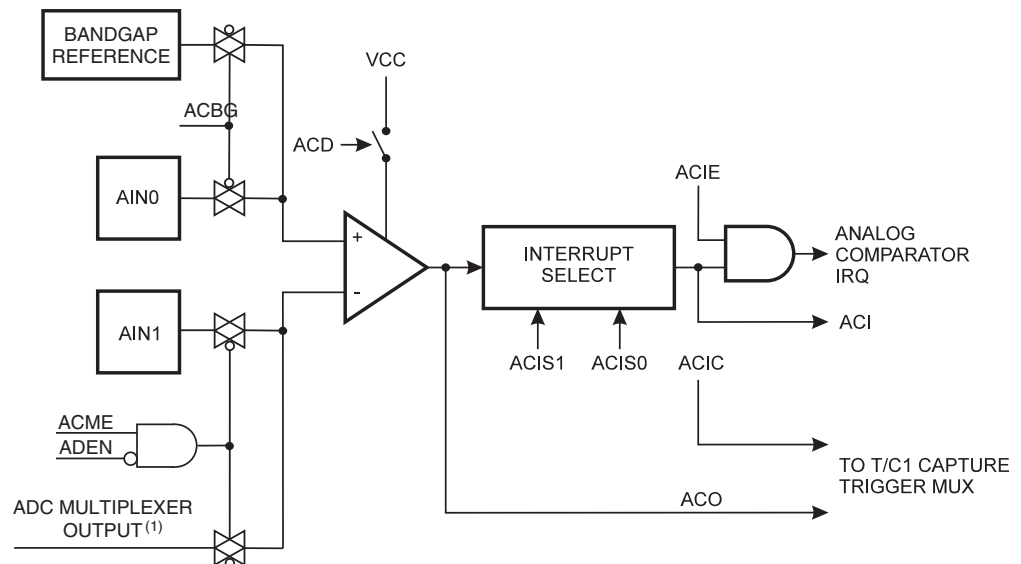 BANDGAP
REFERENCE
VCC
ACBG
ACD
AIN0
ACIE
+
-
INTERRUPT
SELECT
ANALOG
COMPARATOR
IRQ
AIN1
ACI
ACIS1
ACIS0
ACIC
ACME
ADEN
TO T/C1 CAPTURE
TRIGGER MUX
ADC MULTIPLEXER
OUTPUT (1)
ACO